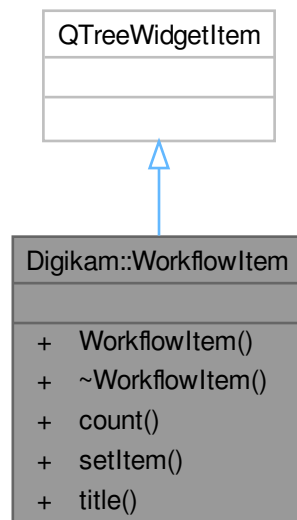 QTreeWidgetItem
Digikam::WorkflowItem
+ WorkflowItem()
+ ~WorkflowItem()
+ count()
+ setItem()
+ title()